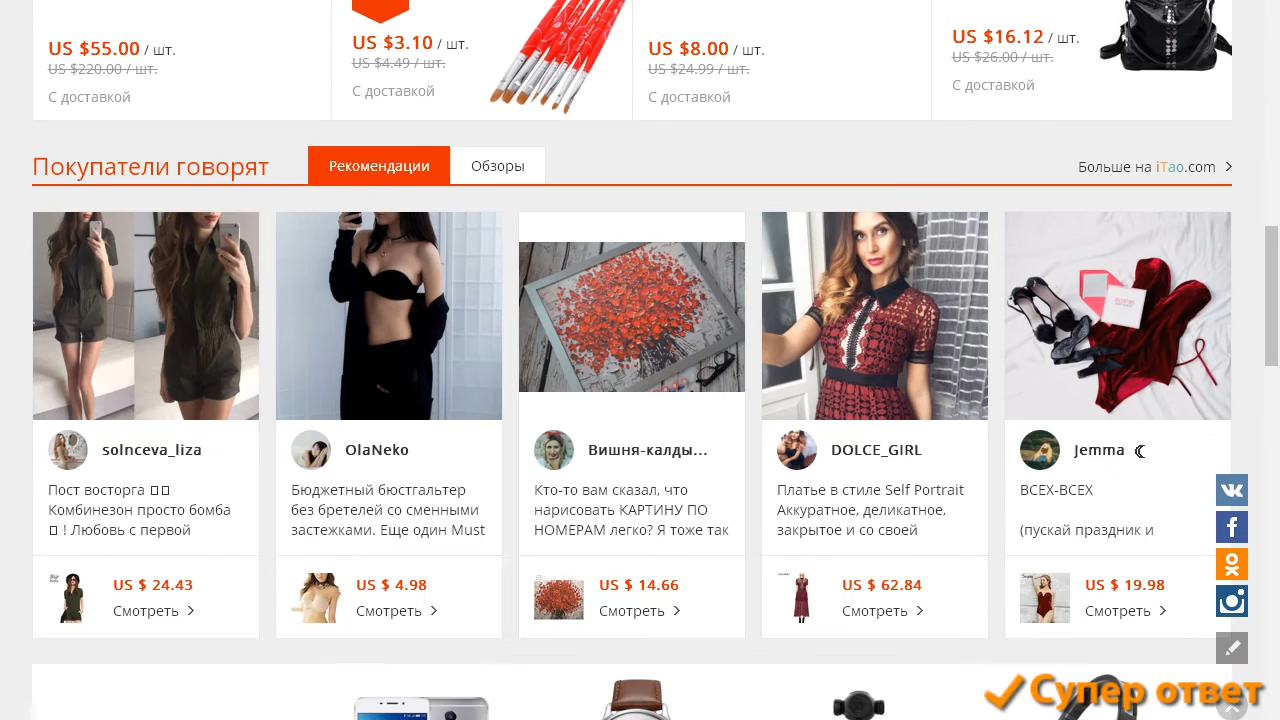 US $55.00 / шт.
US $220.00 / шт.
С доставкой
US $3.10 / шт.
US $4.49 / шт.
С доставкой
US $8.00 / шт.
US $24.99 / шт.
С доставкой
US $16.12 / шт.
US $26.00 / шт.
С доставкой
Покупатели говорят
Рекомендации
Обзоры
Больше на iTao.com
solnceva_liza
Пост восторга
Комбинезон просто бомба
! Любовь с первой
US $ 24.43
Смотреть
OlaNeko
Бюджетный бюстгальтер
без бретелей со сменными
застежками. Еще один Must
US $ 4.98
Смотреть
Вишня-калды...
Кто-то вам сказал, что
нарисовать КАРТИНУ ПО
НОМЕРАМ легко? Я тоже так
US $ 14.66
Смотреть
DOLCE_GIRL
Платье в стиле Self Portrait
Аккуратное, деликатное,
закрытое и со своей
US $ 62.84
Смотреть
Jemma ☾
ВСЕХ-ВСЕХ
(пускай праздник и
US $ 19.98
Смотреть
Супер ответ